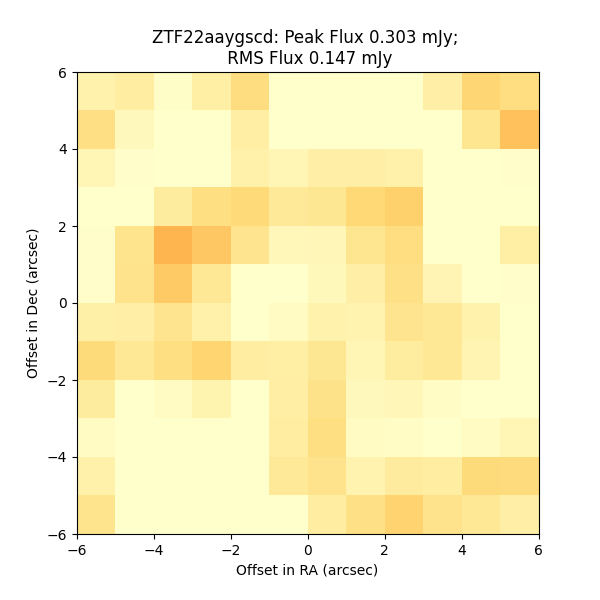 ZTF22aaygscd: Peak Flux 0.303 mJy;
RMS Flux 0.147 mJy
6
4
2
0
−2
−4
−6
Offset in Dec (arcsec)
−6 −4 −2 0 2 4 6
Offset in RA (arcsec)